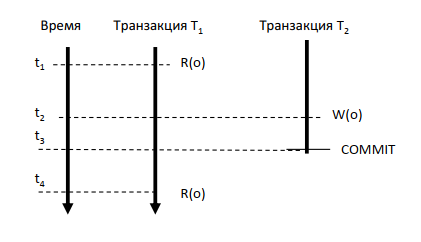 Время Транзакция T1 Транзакция T2
t1 R(o)
t2 W(o)
t3 COMMIT
t4 R(o)